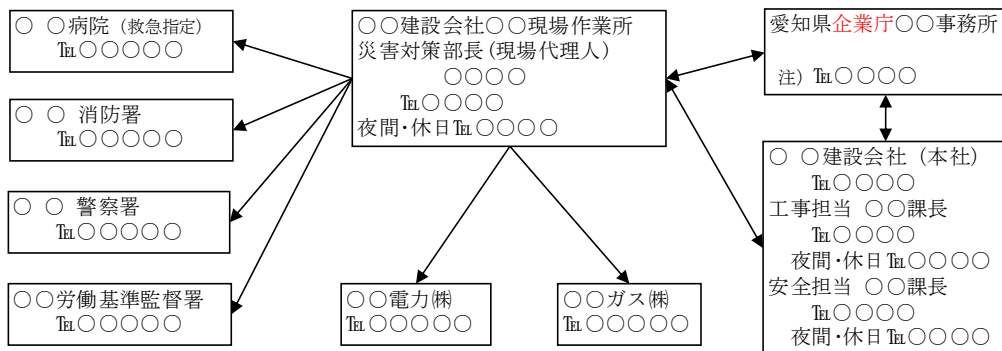 ○ ○病院（救急指定）
℡○○○○○
○ ○ 消防署
℡○○○○○
○ ○ 警察署
℡○○○○○
○○労働基準監督署
℡○○○○○
○○建設会社○○現場作業所
災害対策部長(現場代理人)
○○○○
℡○○○○
夜間･休日℡○○○○
○○電力㈱
℡○○○○○
○○ガス㈱
℡○○○○○
愛知県企業庁○○事務所
注）℡○○○○
○ ○建設会社（本社）
℡○○○○
工事担当 ○○課長
℡○○○○
夜間･休日℡○○○○
安全担当 ○○課長
℡○○○○
夜間･休日℡○○○○